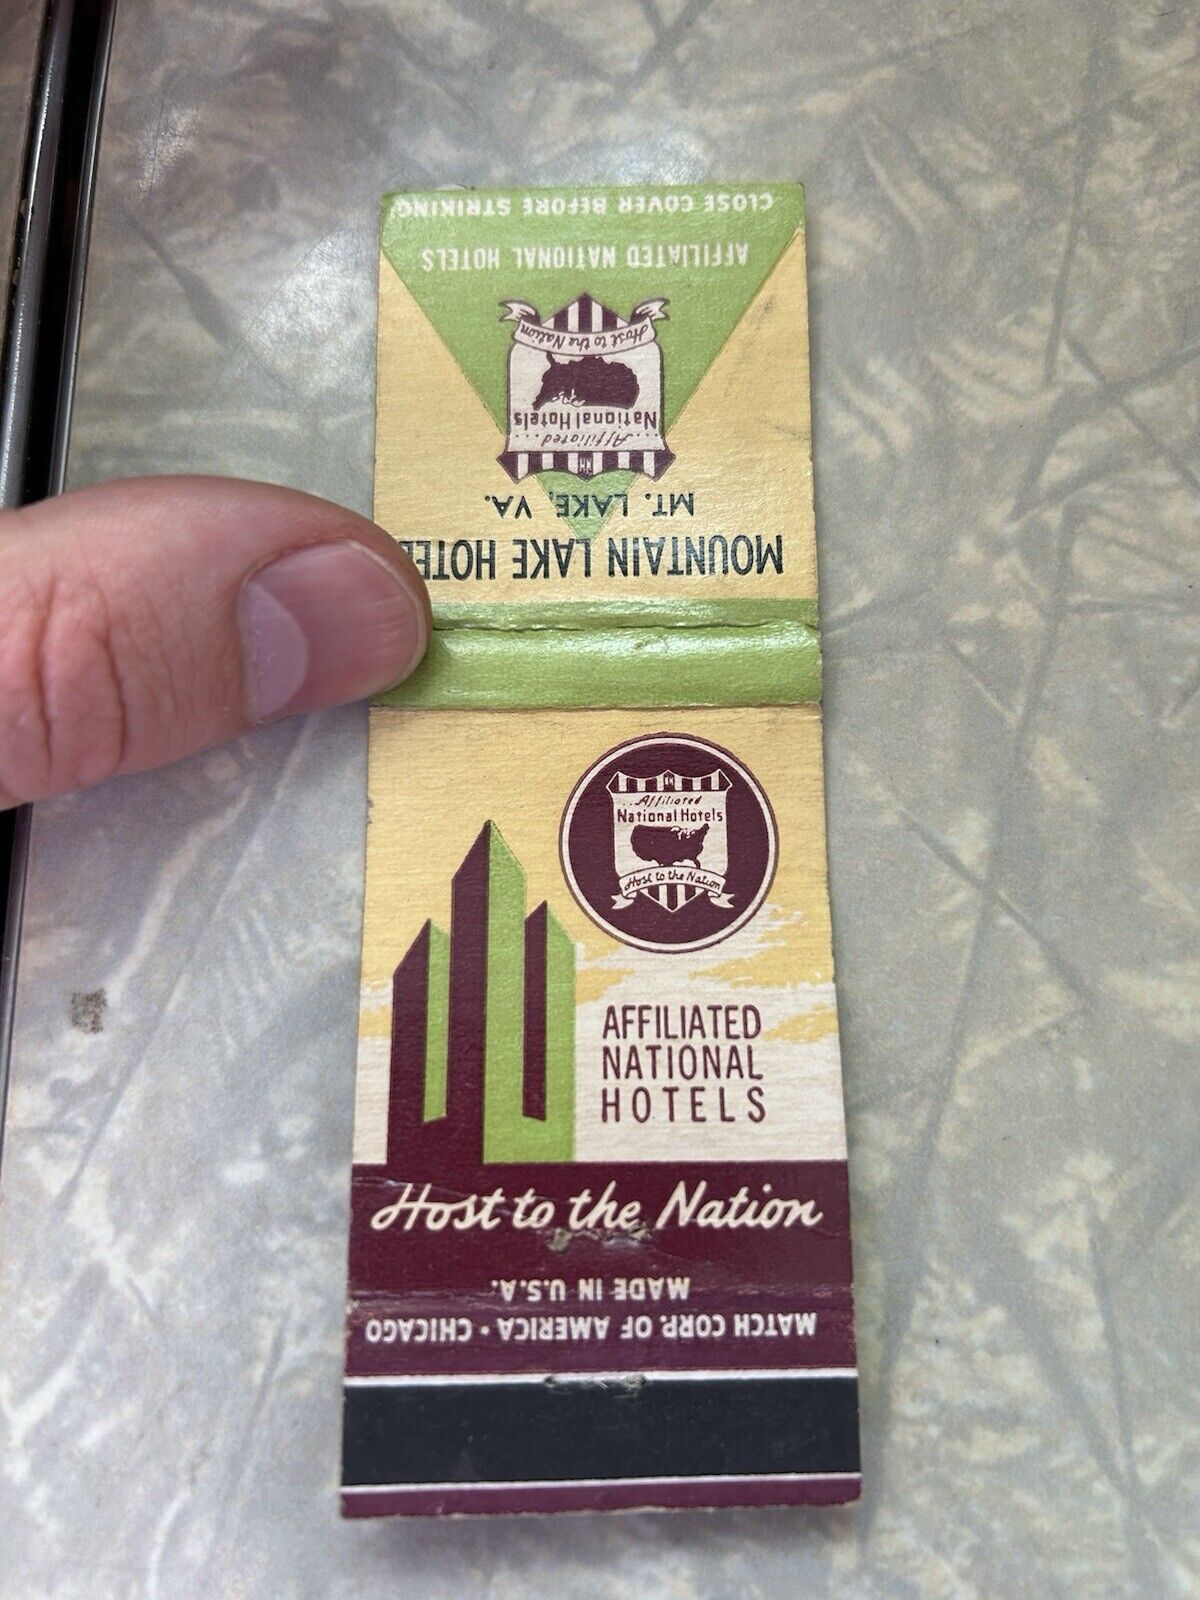 CLOSE COVER BEFORE STRIKING
AFFILIATED NATIONAL HOTELS
Host to the Nation
National Hotels
...Affiliated...
NH
MT. LAKE, VA.
MOUNTAIN LAKE HOTEL
NH
...Affiliated
National Hotels
Host to the Nation
AFFILIATED
NATIONAL
HOTELS
Host to the Nation
MADE IN U.S.A.
MATCH CORP. OF AMERICA • CHICAGO